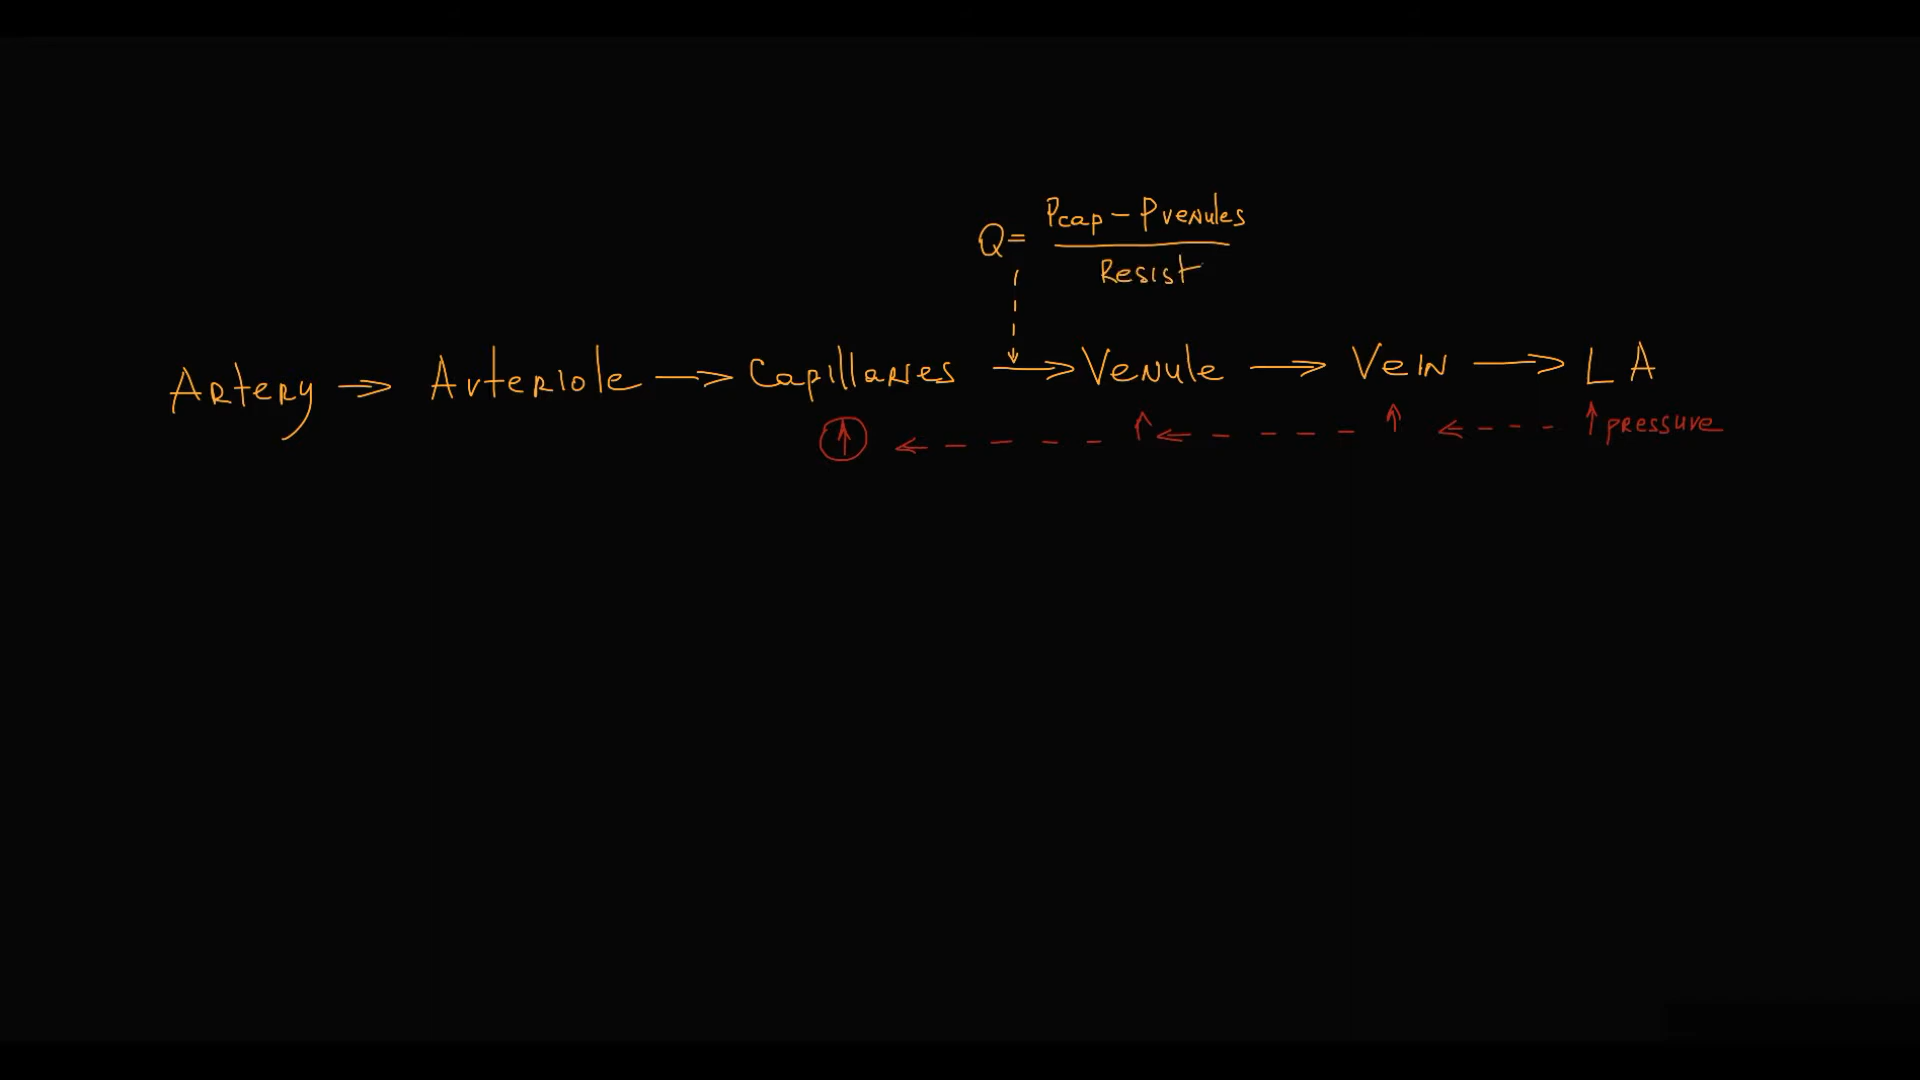 Pcap - Pvenules
Q=
Resist
Artery → Arteriole → Capillaries → Venule → Vein → LA
↑ ← - - - - ↑ ← - - - - ↑ ← - - - ↑ pressure